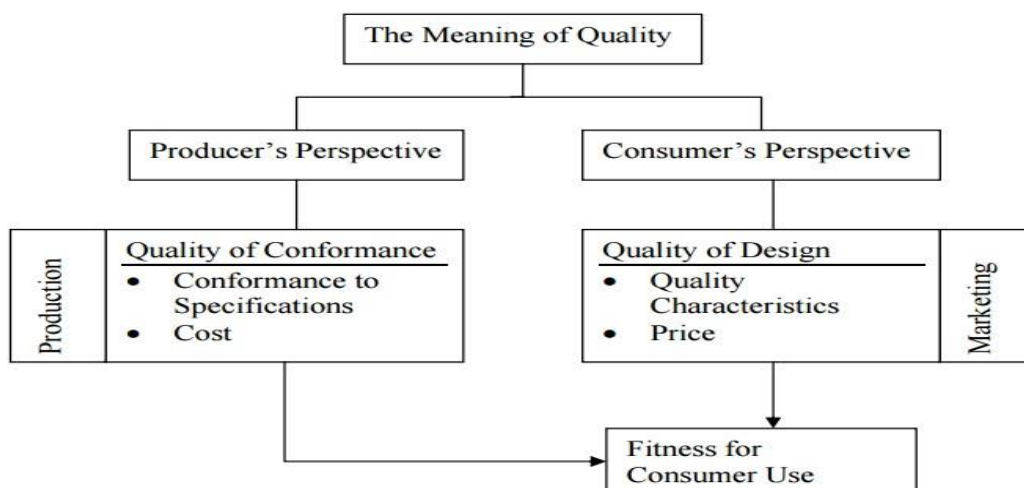 The Meaning of Quality
Producer's Perspective
Consumer's Perspective
Production
Quality of Conformance
• Conformance to
Specifications
• Cost
Quality of Design
• Quality
Characteristics
• Price
Marketing
Fitness for
Consumer Use